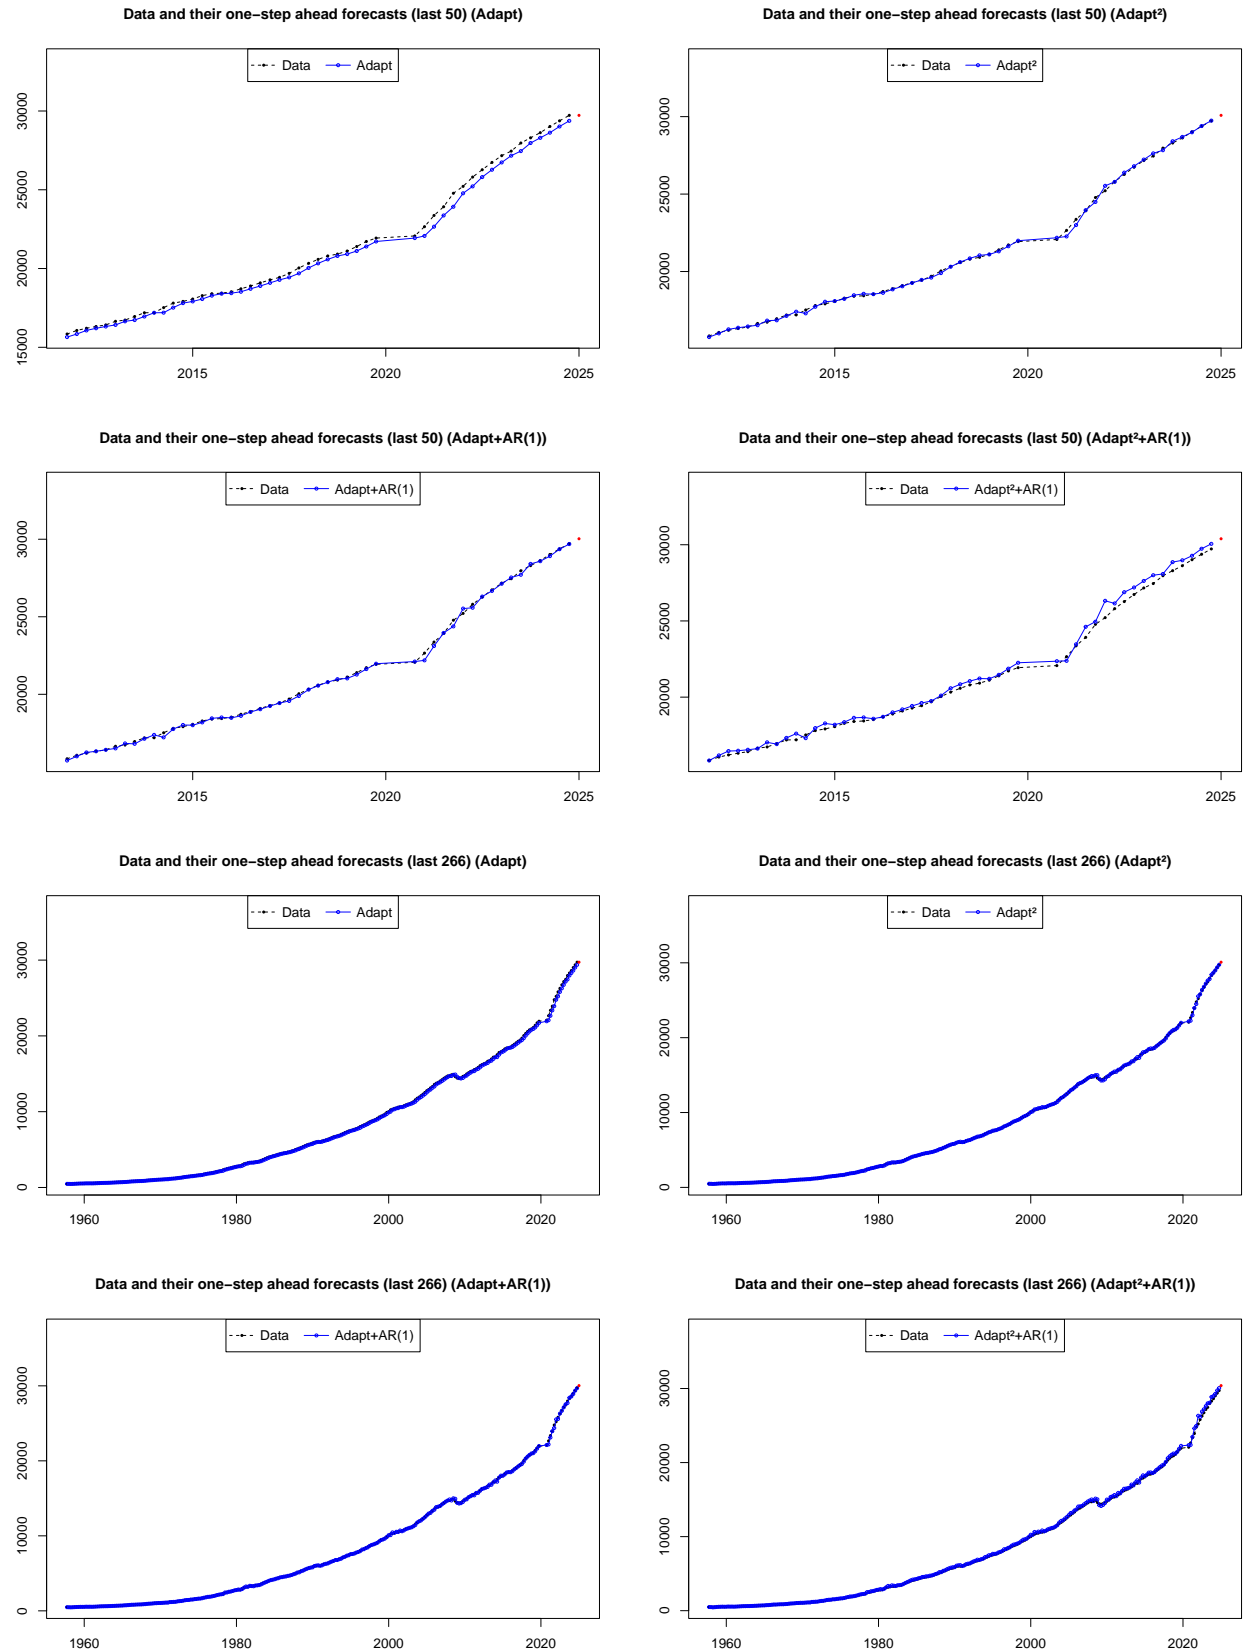 Data and their one−step ahead forecasts (last 50) (Adapt)
Data Adapt
15000 20000 25000 30000
2015 2020 2025
Data and their one−step ahead forecasts (last 50) (Adapt²)
Data Adapt²
20000 25000 30000
2015 2020 2025
Data and their one−step ahead forecasts (last 50) (Adapt+AR(1))
Data Adapt+AR(1)
20000 25000 30000
2015 2020 2025
Data and their one−step ahead forecasts (last 50) (Adapt²+AR(1))
Data Adapt²+AR(1)
20000 25000 30000
2015 2020 2025
Data and their one−step ahead forecasts (last 266) (Adapt)
Data Adapt
0 10000 20000 30000
1960 1980 2000 2020
Data and their one−step ahead forecasts (last 266) (Adapt²)
Data Adapt²
0 10000 20000 30000
1960 1980 2000 2020
Data and their one−step ahead forecasts (last 266) (Adapt+AR(1))
Data Adapt+AR(1)
0 10000 20000 30000
1960 1980 2000 2020
Data and their one−step ahead forecasts (last 266) (Adapt²+AR(1))
Data Adapt²+AR(1)
0 10000 20000 30000
1960 1980 2000 2020